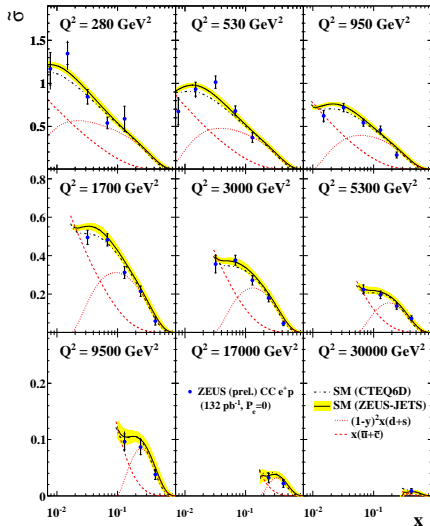 σ̃
Q² = 280 GeV² Q² = 530 GeV² Q² = 950 GeV²
1.5
1
0.5
Q² = 1700 GeV² Q² = 3000 GeV² Q² = 5300 GeV²
0.8
0.6
0.4
0.2
Q² = 9500 GeV² Q² = 17000 GeV² Q² = 30000 GeV²
0.2
0.1
0
ZEUS (prel.) CC e⁺p
(132 pb⁻¹, Pₑ=0)
SM (CTEQ6D)
SM (ZEUS-JETS)
(1-y)²x(d+s)
x(u̅+c̅)
10⁻² 10⁻¹ 10⁻² 10⁻¹ 10⁻² 10⁻¹
x